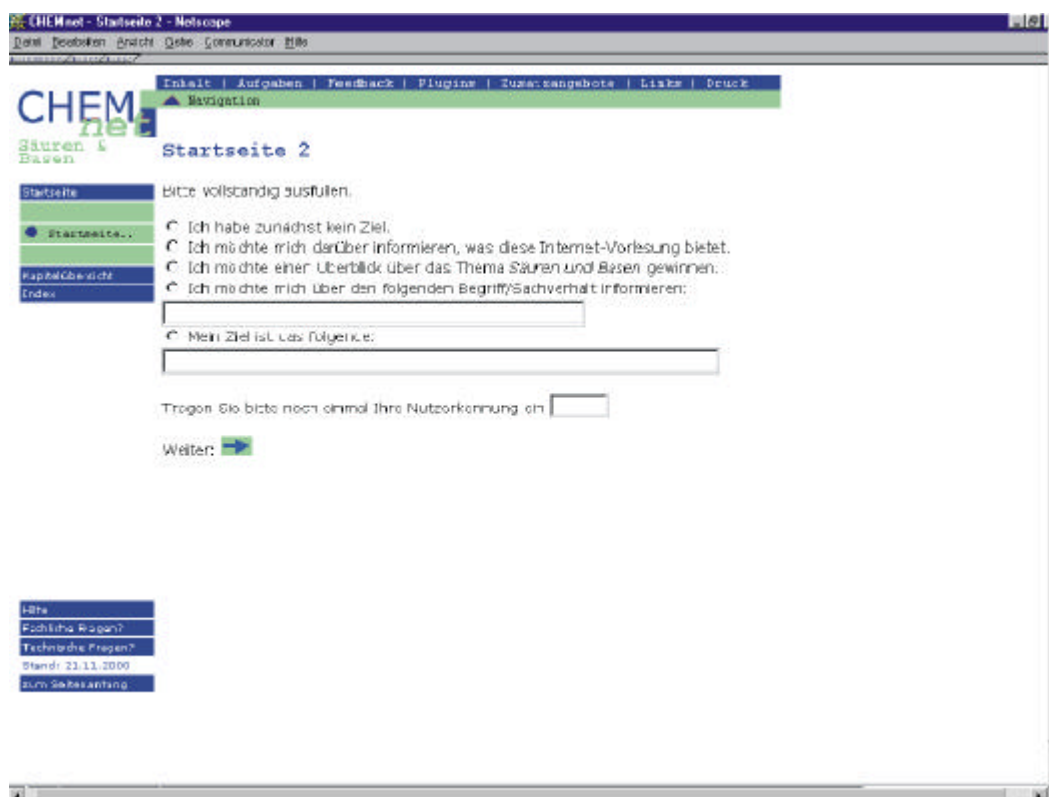 CHEMnet - Startseite 2 - Netscape
Datei Bearbeiten Ansicht Gehe Communicator Hilfe
Inhalt | Aufgaben | Feedback | Plugins | Zusatzangebote | Links | Druck
Navigation
CHEM
net
Säuren &
Basen
Startseite 2
Startseite
Startseite..
Kapitelübersicht
Index
Bitte vollständig ausfüllen.
Ich habe zunächst kein Ziel.
Ich möchte mich darüber informieren, was diese Internet-Vorlesung bietet.
Ich möchte einen Überblick über das Thema Säuren und Basen gewinnen.
Ich möchte mich über den folgenden Begriff/Sachverhalt informieren:
Mein Ziel ist das folgende:
Tragen Sie bitte noch einmal Ihre Nutzerkennung ein
Weiter:
Hilfe
Fachliche Fragen?
Technische Fragen?
Stand: 21.11.2000
zum Seitenanfang